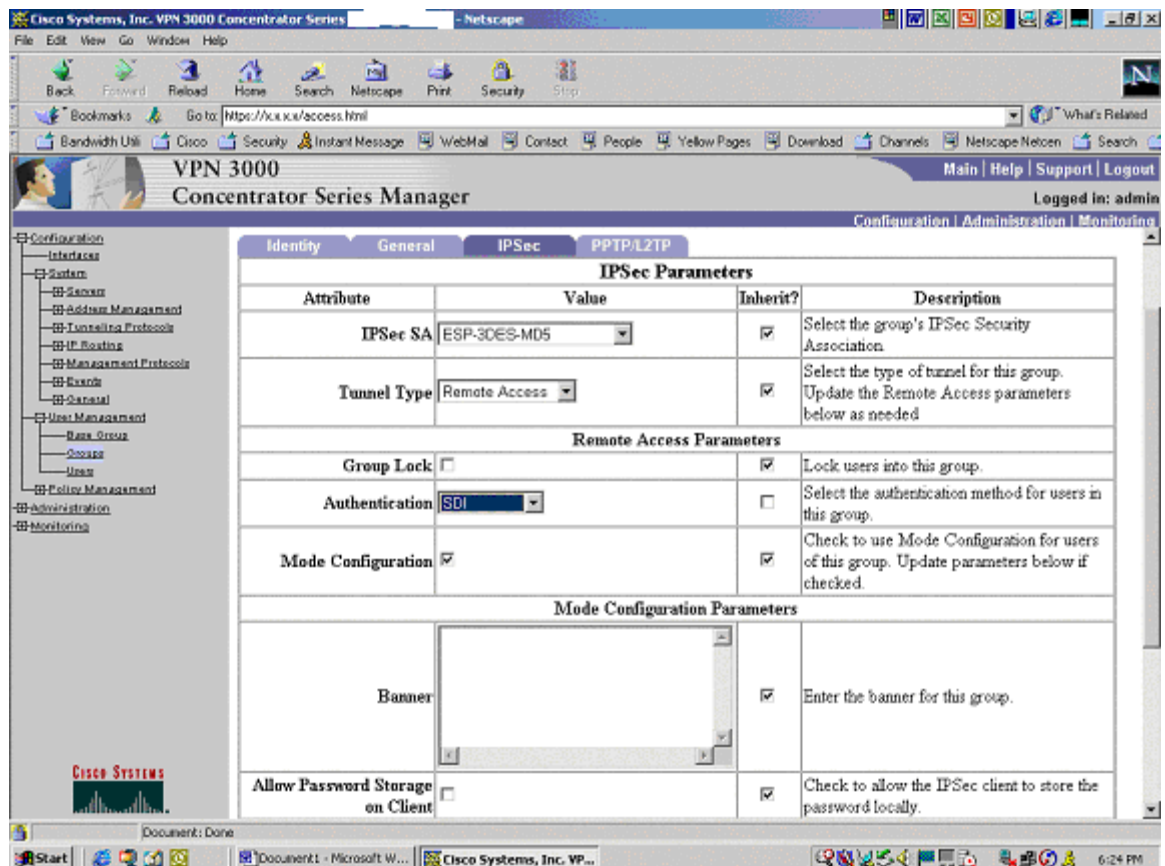 Cisco Systems, Inc. VPN 3000 Concentrator Series - Netscape
File Edit View Go Window Help
Back Forward Reload Home Search Netscape Print Security Stop
Bookmarks Go to: https://x.x.x.x/access.html What's Related
Bandwidth Utili Cisco Security Instant Message WebMail Contact People Yellow Pages Download Channels Netscape Netcen Search
VPN 3000
Concentrator Series Manager
Main | Help | Support | Logout
Logged in: admin
Configuration | Administration | Monitoring
Configuration
Interfaces
System
Servers
Address Management
Tunneling Protocols
IP Routing
Management Protocols
Events
General
User Management
Base Group
Groups
Users
Policy Management
Administration
Monitoring
CISCO SYSTEMS
Identity General IPSec PPTP/L2TP
IPSec Parameters
Attribute Value Inherit? Description
IPSec SA ESP-3DES-MD5 Select the group's IPSec Security
Association.
Tunnel Type Remote Access Select the type of tunnel for this group.
Update the Remote Access parameters
below as needed
Remote Access Parameters
Group Lock Lock users into this group.
Authentication SDI Select the authentication method for users in
this group.
Mode Configuration Check to use Mode Configuration for users
of this group. Update parameters below if
checked.
Mode Configuration Parameters
Banner Enter the banner for this group.
Allow Password Storage
on Client Check to allow the IPSec client to store the
password locally.
Document: Done
Start Document1 - Microsoft W... Cisco Systems, Inc. VP... 6:24 PM